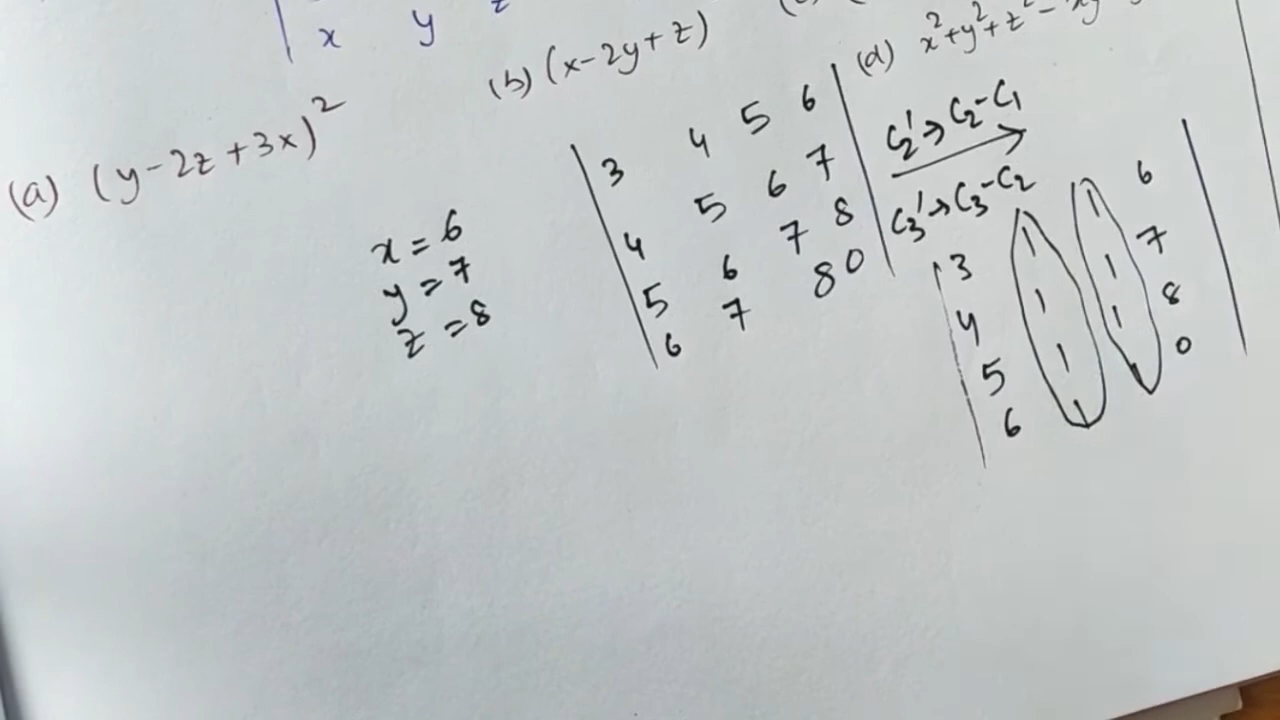 x y z
(a) (y-2z+3x)²
(b) (x-2y+z)
(d) x²+y²+z²-xy
x = 6
y = 7
z = 8
3 4 5 6
4 5 6 7
5 6 7 8
6 7 8 0
C₂'→C₂-C₁
C₃'→C₃-C₂
3 1 1 6
4 1 1 7
5 1 1 8
6 0